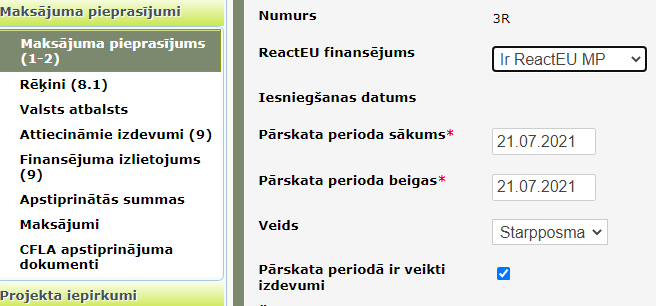 Maksājuma pieprasījumi
Maksājuma pieprasījums
(1-2)
Rēķini (8.1)
Valsts atbalsts
Attiecināmie izdevumi (9)
Finansējuma izlietojums
(9)
Apstiprinātās summas
Maksājumi
CFLA apstiprinājuma
dokumenti
Projekta iepirkumi
Numurs 3R
ReactEU finansējums Ir ReactEU MP
Iesniegšanas datums
Pārskata perioda sākums* 21.07.2021
Pārskata perioda beigas* 21.07.2021
Veids Starpposma
Pārskata periodā ir veikti
izdevumi